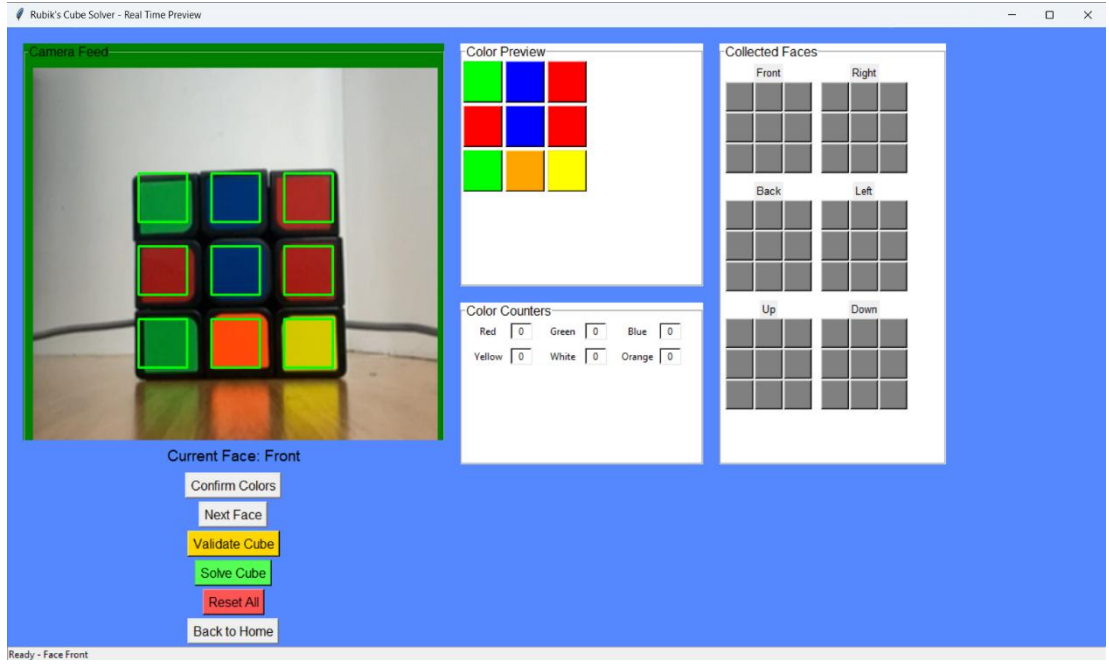 Rubik's Cube Solver - Real Time Preview
Camera Feed
Current Face: Front
Confirm Colors
Next Face
Validate Cube
Solve Cube
Reset All
Back to Home
Color Preview
Color Counters
Red 0 Green 0 Blue 0
Yellow 0 White 0 Orange 0
Collected Faces
Front Right
Back Left
Up Down
Ready - Face Front